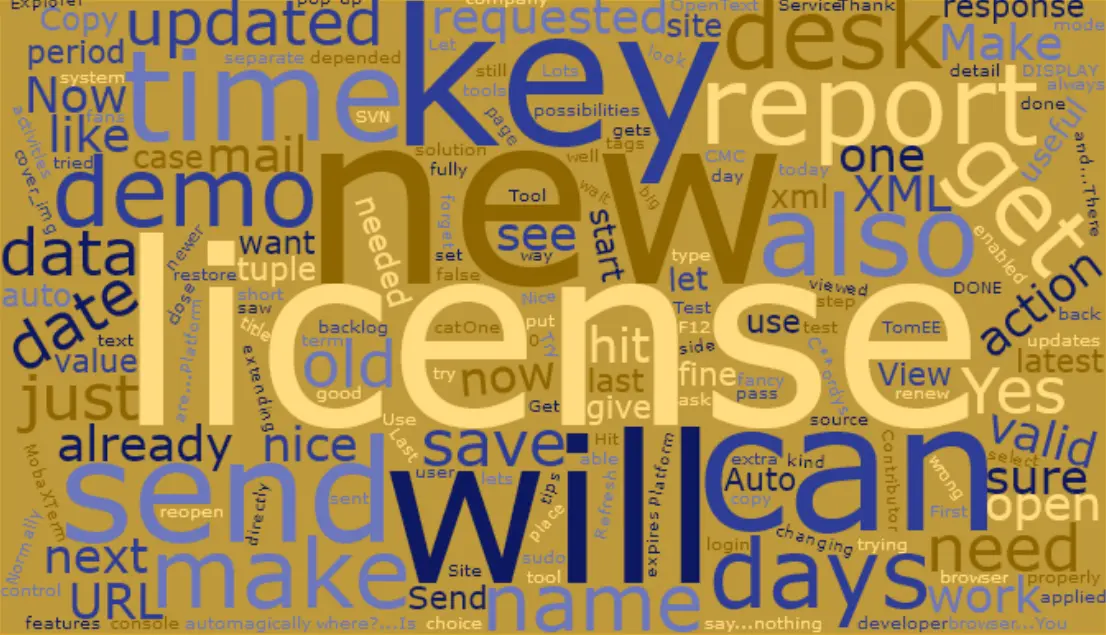 Explorer
pop-up
company
OpenText
ServiceThank
response
Copy
updated
requested
site
desk
Make
mode
period
separate
depended
Let
look
key
system
still
Lots
detail
DISPLAY
always
Now
time
tools
report
done
fans
SVN
page
possibilities
useful
activities
like
gets
tags
and...There
cover_img
tried
case
mail
solution
well
CMC
today
one
get
demo
fully
new
wait
big
day
xml
XML
needed
forget
Tool
start
also
enabled
data
newer
want
set
see
way
type
action
restore
tuple
false
let
viewed
auto
dose
short
Nice
Test
step
DONE
date
saw
license
back
text
title
backlog
catOne
put
0-
Try
hit
F12
side
use
test
TomEE
updates
value
are...Platform
term
old
try
now
last
fine
fancy
C**ordys
View
latest
just
extending
good
Get
give
ask
pass
renew
Yes
Use
source
already
nice
Last
save
Hit
will
can
valid
MobaXTerm
send
user
lets
able
extra
kind
Contributor
wrong
select
sure
sent
tips
Refresh
expires
Platform
Auto
copy
First
open
cNormally
reopen
directly
place
changing
next
make
sudo
login
trying
need
control
Site
tool
days
browser
properly
URL
Send
name
work
applied
features
console
automagically
where?...Is
choice
say...nothing
developer
browser...You